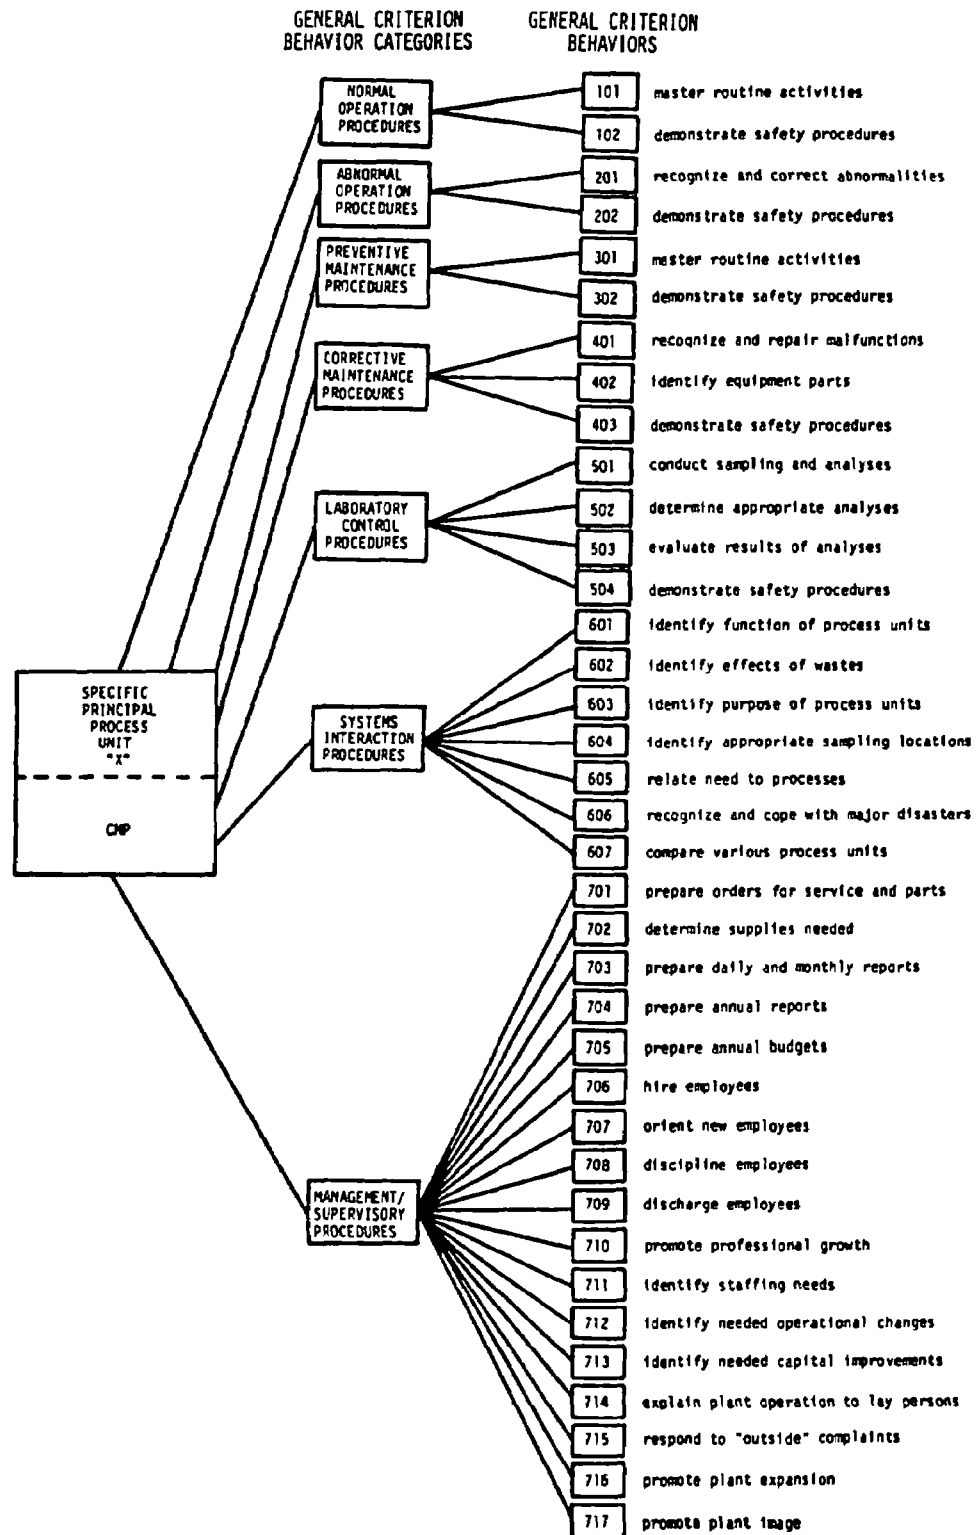 GENERAL CRITERION
BEHAVIOR CATEGORIES
GENERAL CRITERION
BEHAVIORS
NORMAL
OPERATION
PROCEDURES
101 master routine activities
102 demonstrate safety procedures
ABNORMAL
OPERATION
PROCEDURES
201 recognize and correct abnormalities
202 demonstrate safety procedures
PREVENTIVE
MAINTENANCE
PROCEDURES
301 master routine activities
302 demonstrate safety procedures
CORRECTIVE
MAINTENANCE
PROCEDURES
401 recognize and repair malfunctions
402 identify equipment parts
403 demonstrate safety procedures
LABORATORY
CONTROL
PROCEDURES
501 conduct sampling and analyses
502 determine appropriate analyses
503 evaluate results of analyses
504 demonstrate safety procedures
SPECIFIC
PRINCIPAL
PROCESS
UNIT
"X"
CMP
SYSTEMS
INTERACTION
PROCEDURES
601 identify function of process units
602 identify effects of wastes
603 identify purpose of process units
604 identify appropriate sampling locations
605 relate need to processes
606 recognize and cope with major disasters
607 compare various process units
MANAGEMENT/
SUPERVISORY
PROCEDURES
701 prepare orders for service and parts
702 determine supplies needed
703 prepare daily and monthly reports
704 prepare annual reports
705 prepare annual budgets
706 hire employees
707 orient new employees
708 discipline employees
709 discharge employees
710 promote professional growth
711 identify staffing needs
712 identify needed operational changes
713 identify needed capital improvements
714 explain plant operation to lay persons
715 respond to "outside" complaints
716 promote plant expansion
717 promote plant image